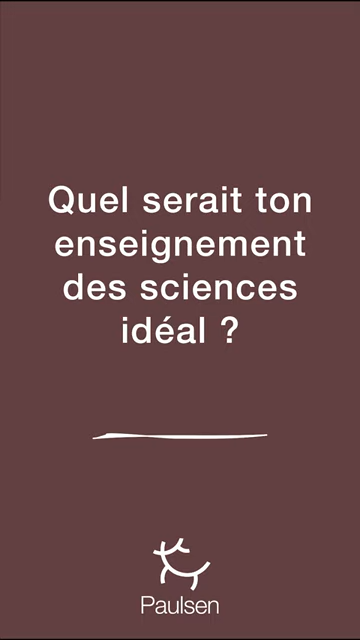 Quel serait ton
enseignement
des sciences
idéal ?
Paulsen